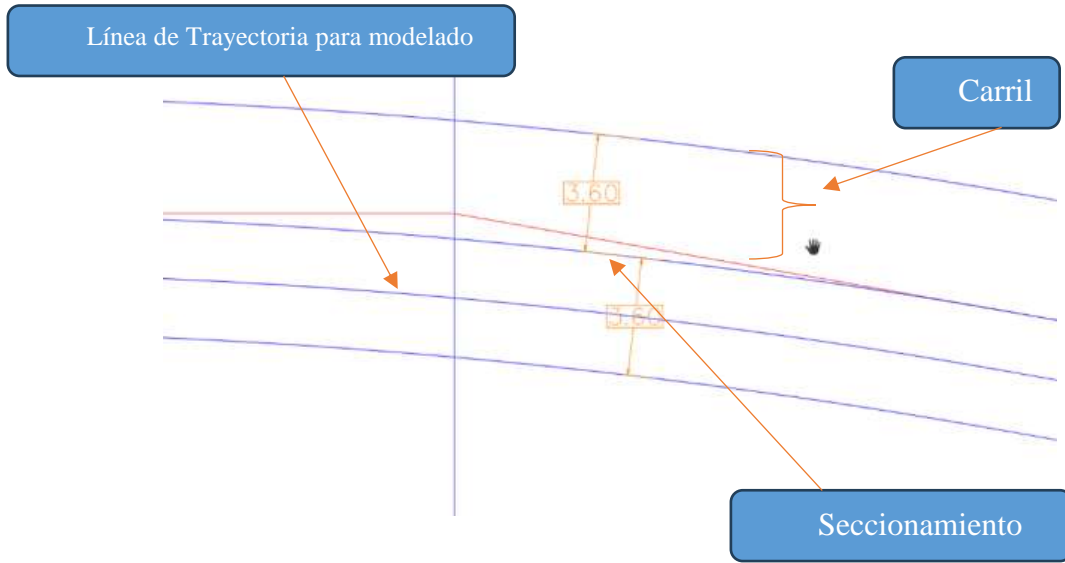 Línea de Trayectoria para modelado
Carril
3.60
3.60
Seccionamiento